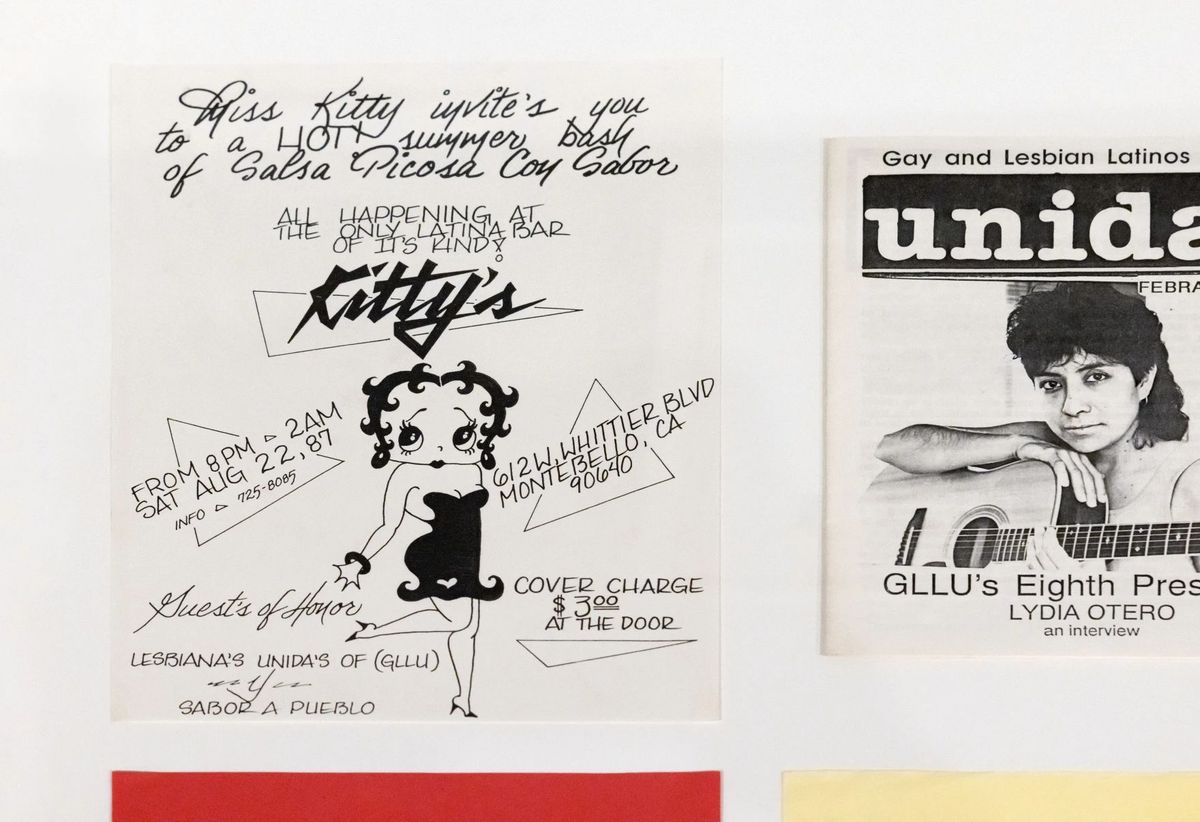 Miss Kitty invite's you
to a HOT! summer bash
of Salsa Picosa Con Sabor
ALL HAPPENING AT
THE ONLY LATINA BAR
OF IT'S KIND!
Kitty's
FROM 8PM ▹ 2AM
SAT AUG 22, 87
INFO ▹ 725-8085
612 W. WHITTIER BLVD
MONTEBELLO, CA
90640
Guest's of Honor
LESBIANA'S UNIDA'S OF (GLLU)
y
SABOR A PUEBLO
COVER CHARGE
$3.00
AT THE DOOR
Gay and Lesbian Latinos
unida
FEBRA
GLLU's Eighth Pres
LYDIA OTERO
an interview